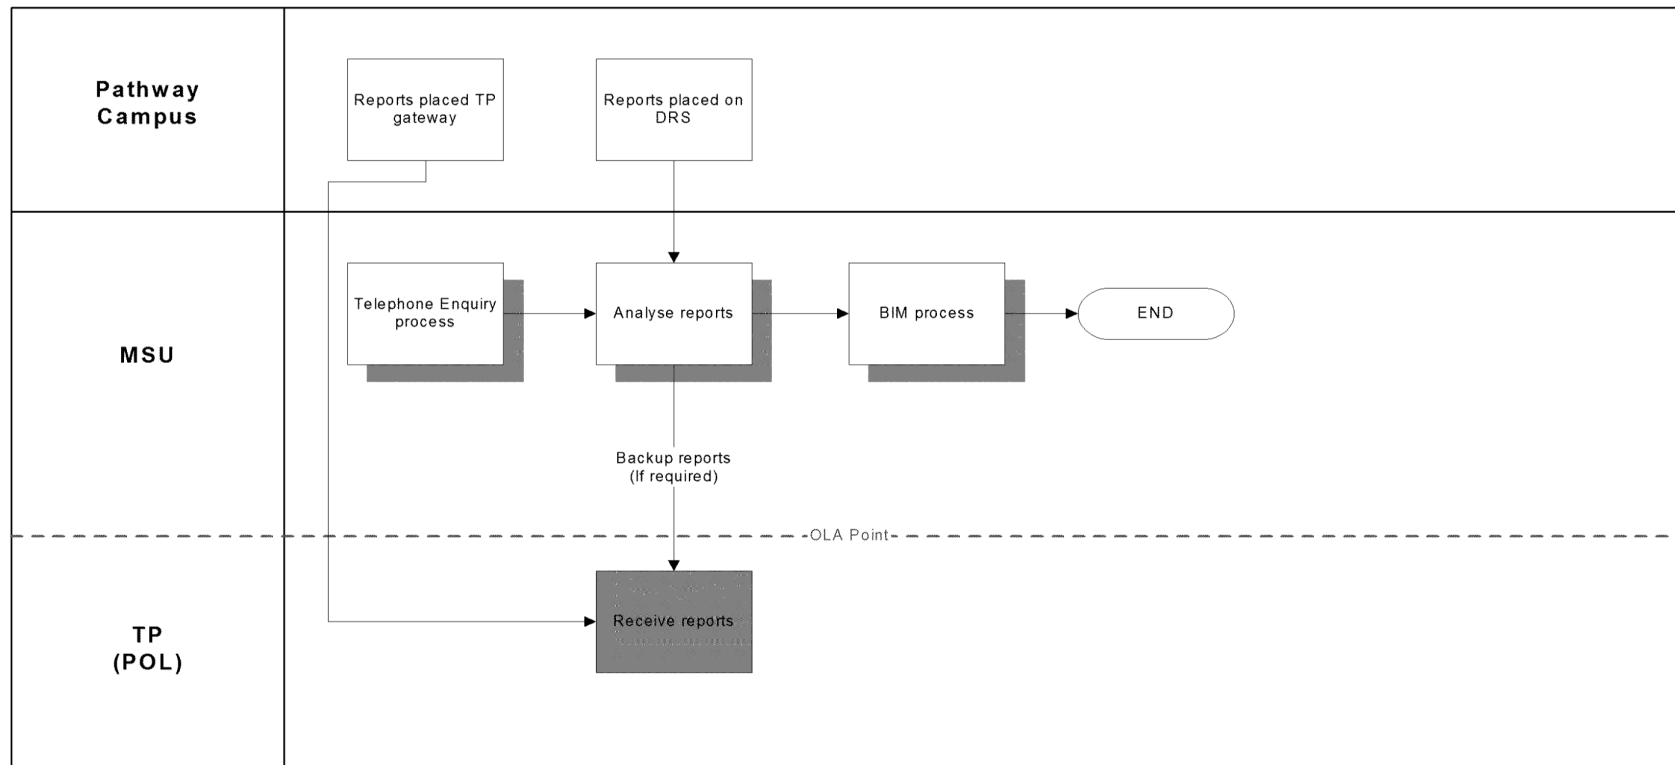 Pathway
Campus
Reports placed TP
gateway
Reports placed on
DRS
MSU
Telephone Enquiry
process
Analyse reports
BIM process
END
Backup reports
(If required)
OLA Point
TP
(POL)
Receive reports